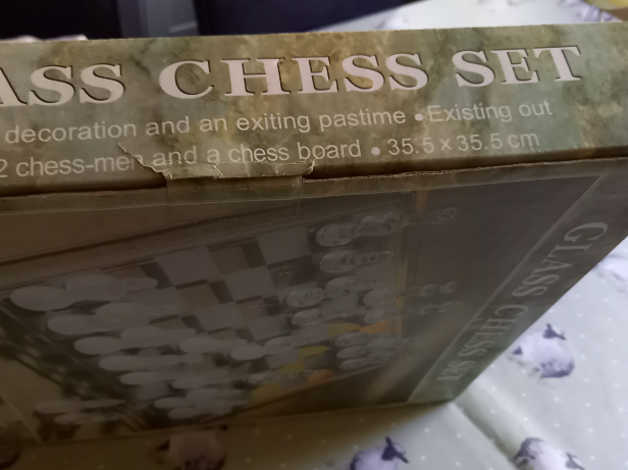 ASS CHESS SET
decoration and an exiting pastime • Existing out
2 chess-men and a chess board • 35.5 x 35.5 cm
GLASS CHESS SET